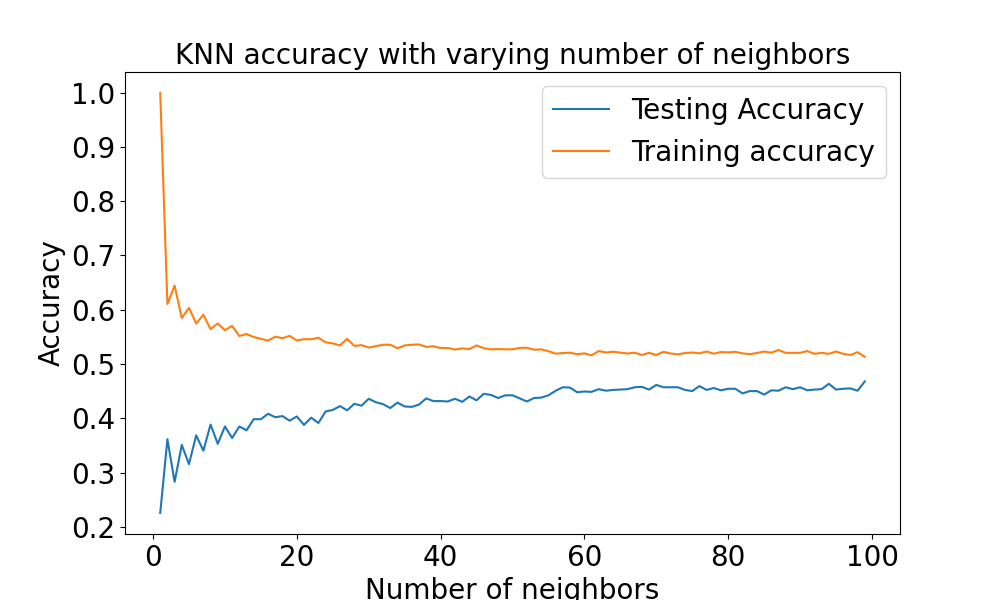 KNN accuracy with varying number of neighbors
Testing Accuracy
Training accuracy
1.0
0.9
0.8
0.7
0.6
0.5
0.4
0.3
0.2
Accuracy
0 20 40 60 80 100
Number of neighbors